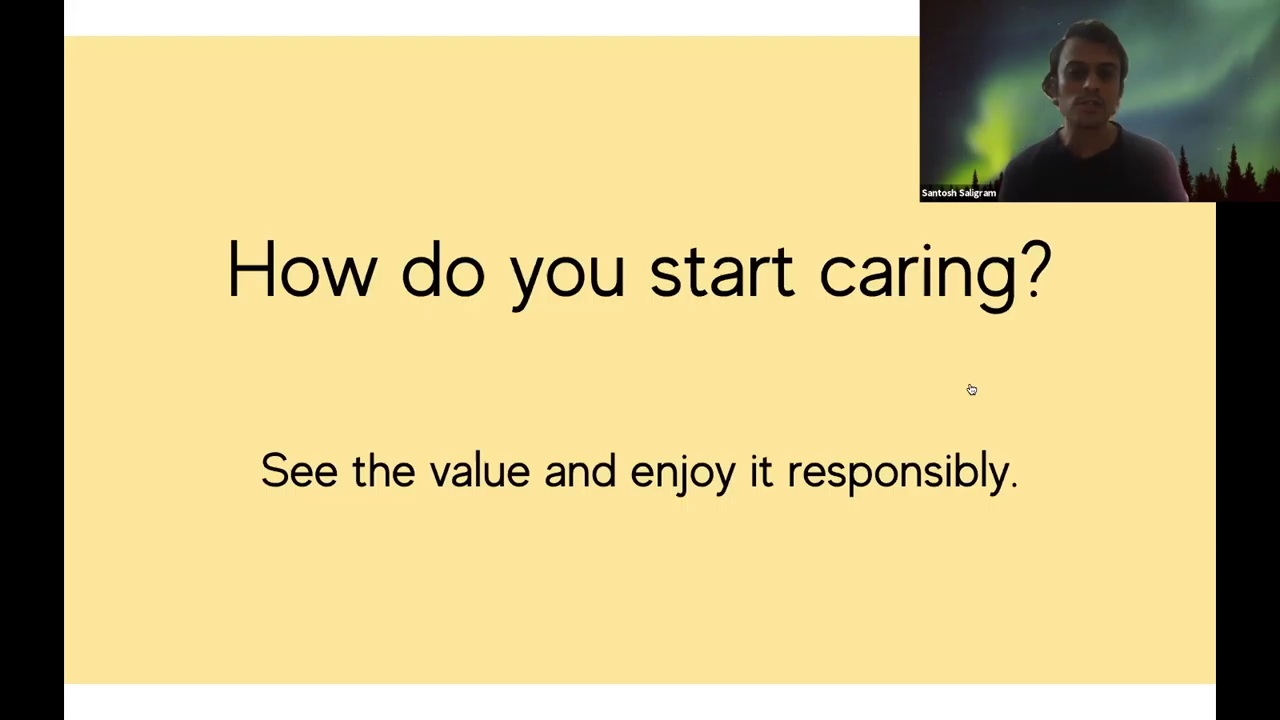 Santosh Saligram
How do you start caring?
See the value and enjoy it responsibly.